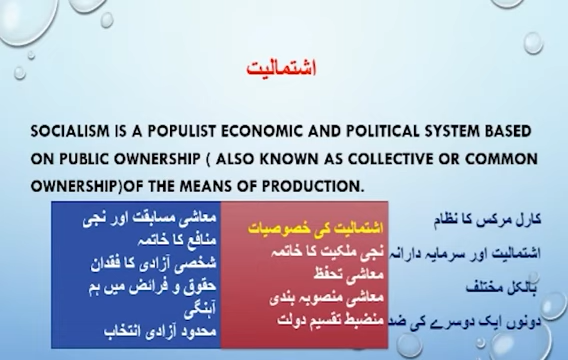 اشتمالیت
SOCIALISM IS A POPULIST ECONOMIC AND POLITICAL SYSTEM BASED
ON PUBLIC OWNERSHIP ( ALSO KNOWN AS COLLECTIVE OR COMMON
OWNERSHIP)OF THE MEANS OF PRODUCTION.
کارل مرکس کا نظام
اشتمالیت اور سرمایہ دارانہ
بالکل مختلف
دونوں ایک دوسرے کی ضد
اشتمالیت کی خصوصیات
نجی ملکیت کا خاتمہ
معاشی تحفظ
معاشی منصوبہ بندی
منضبط تقسیم دولت
معاشی مسابقت اور نجی
منافع کا خاتمہ
شخصی آزادی کا فقدان
حقوق و فرائض میں ہم
آہنگی
محدود آزادی انتخاب